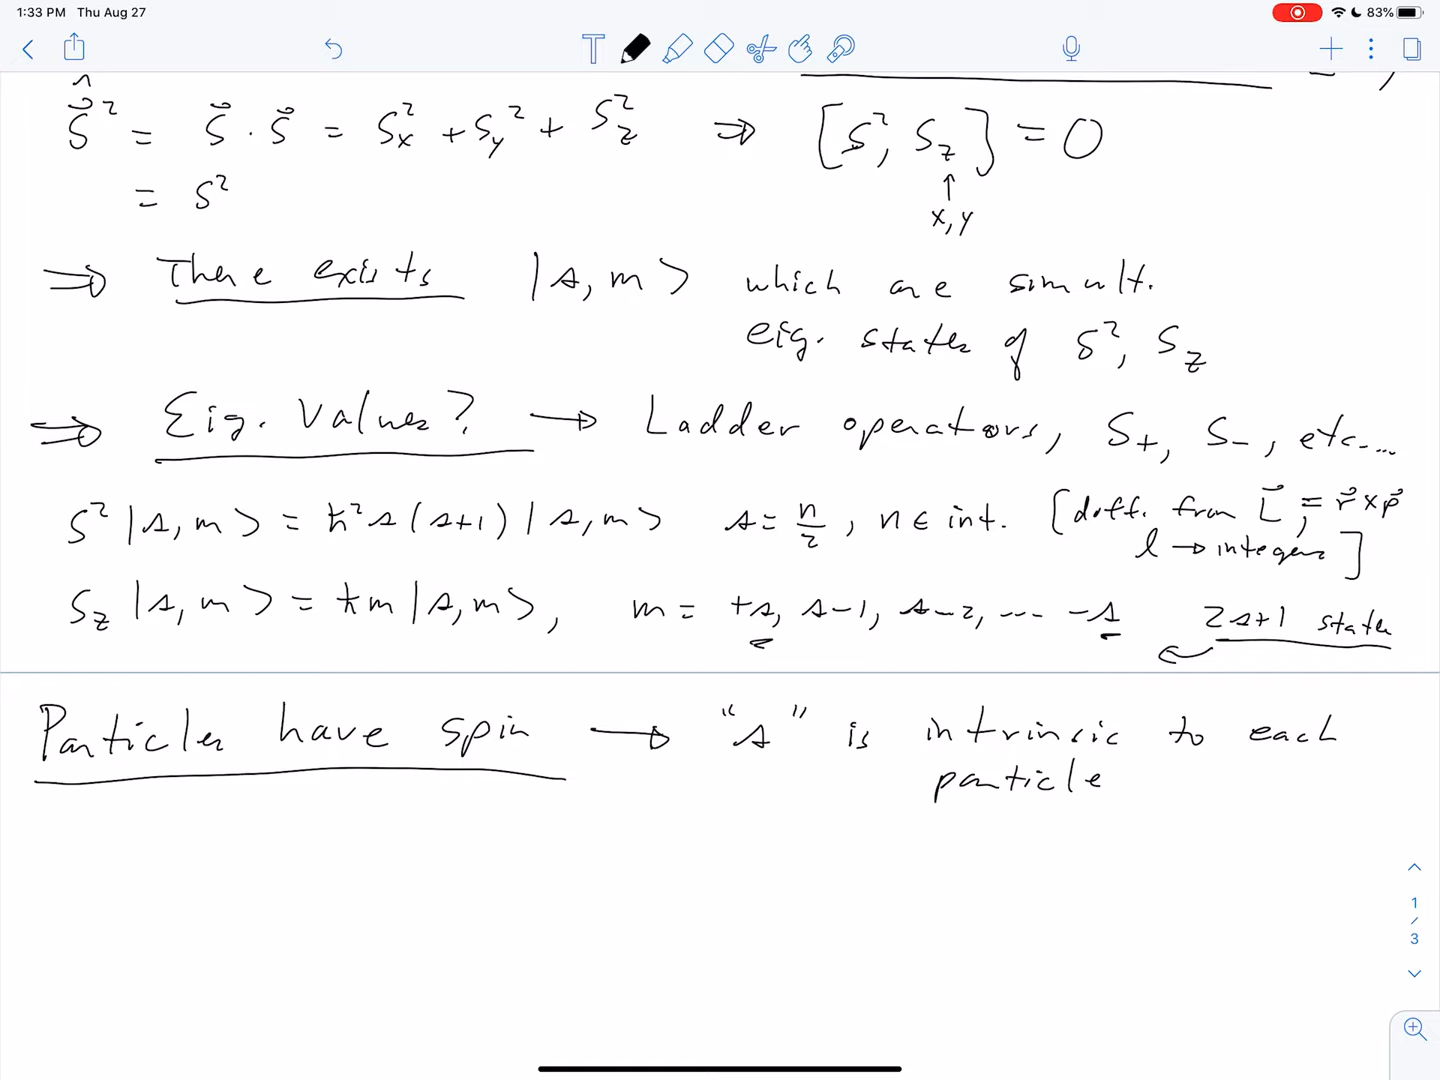 1:33 PM Thu Aug 27
83%
Ŝ⃗² = S⃗ · S⃗ = Sx² + Sy² + Sz² ⇒ [S², Sz] = 0
= S²
↑
x, y
⇒ There exists |s, m> which are simult.
eig. states of S², Sz
⇒ Eig. Values? → Ladder operators, S+, S-, etc....
S² |s, m> = ħ² s(s+1) |s, m> s = n/2, n ∈ int. [diff. from L⃗ = r⃗ × p⃗,
l → integers]
Sz |s, m> = ħm |s, m>, m = +s, s-1, s-2, .... -s 2s+1 states
Particles have spin → "s" is intrinsic to each
particle
1
/
3